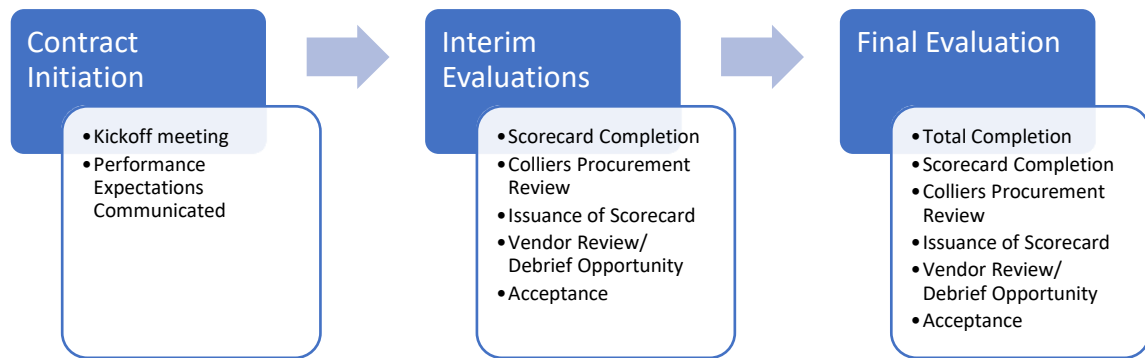 Contract
Initiation
•Kickoff meeting
•Performance
Expectations
Communicated
Interim
Evaluations
•Scorecard Completion
•Colliers Procurement
Review
•Issuance of Scorecard
•Vendor Review/
Debrief Opportunity
•Acceptance
Final Evaluation
•Total Completion
•Scorecard Completion
•Colliers Procurement
Review
•Issuance of Scorecard
•Vendor Review/
Debrief Opportunity
•Acceptance